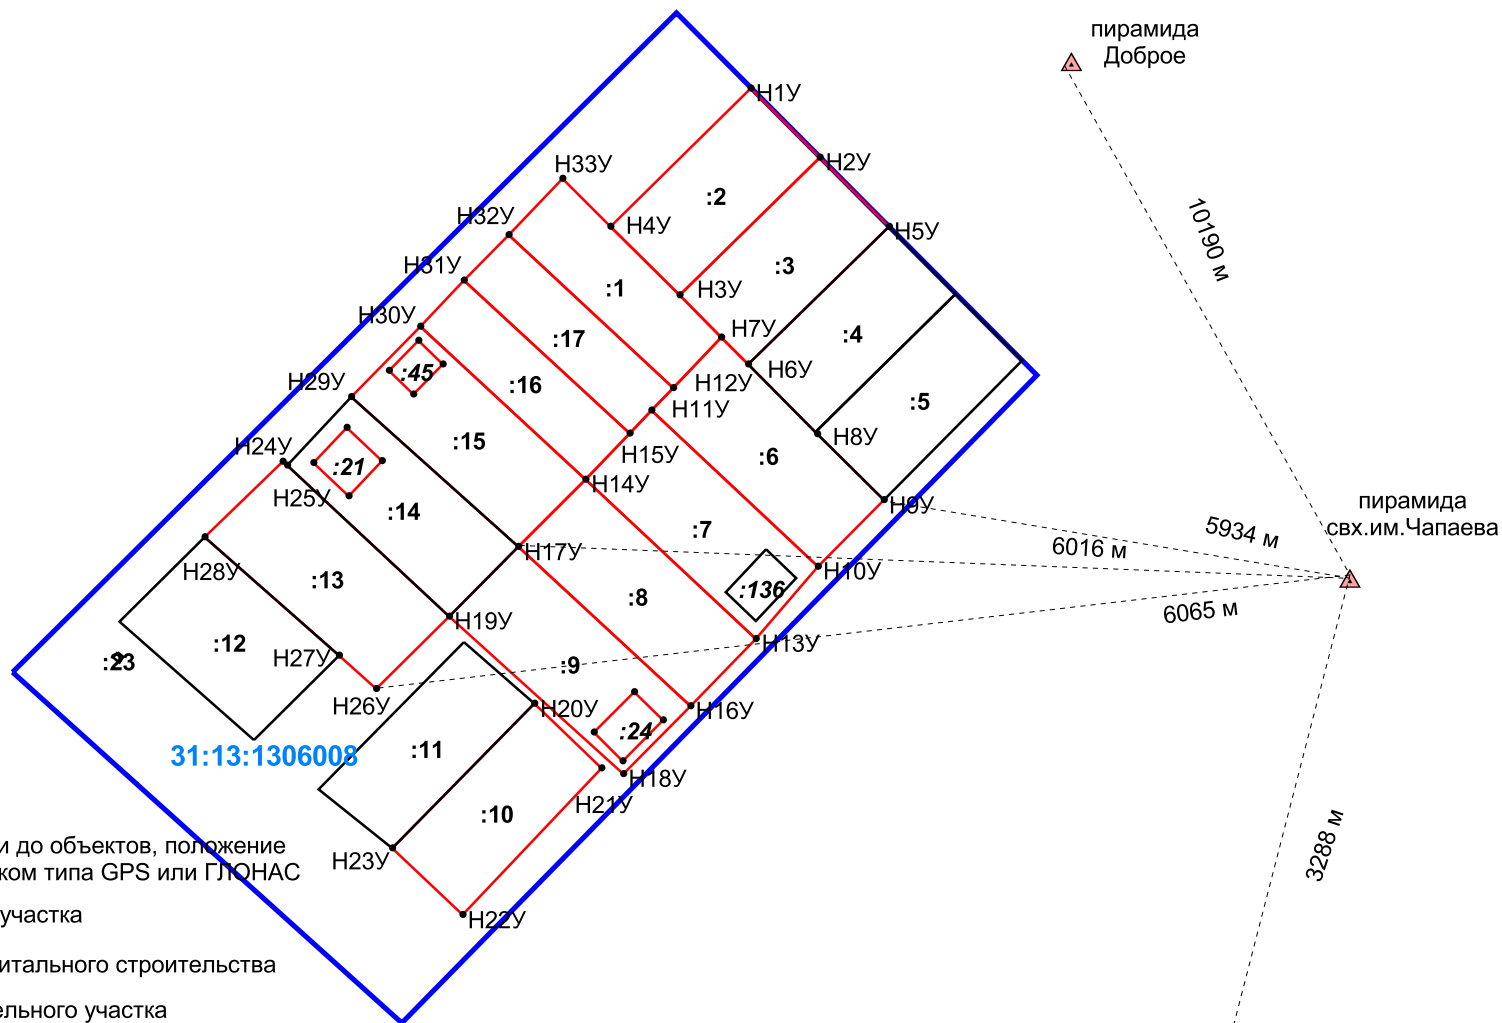 пирамида
Доброе
Н1У
Н2У
Н33У
:2
Н4У
Н32У
Н5У
10190 м
Н31У
:3
:1
Н3У
Н30У
Н7У
:4
:17
Н6У
:45
Н29У
:16
Н12У
:5
Н11У
Н8У
Н24У
:15
Н15У
:6
:21
Н14У
Н25У
Н9У
пирамида
свх.им.Чапаева
:14
:7
5934 м
6016 м
Н17У
Н28У
Н10У
:13
:8
:136
6065 м
Н19У
Н13У
:12
:23
Н27У
:9
Н26У
Н20У
Н16У
:24
31:13:1306008
:11
Н18У
Н21У
:10
3288 м
и до объектов, положение
ком типа GPS или ГЛОНАС
Н23У
участка
Н22У
итального строительства
ельного участка